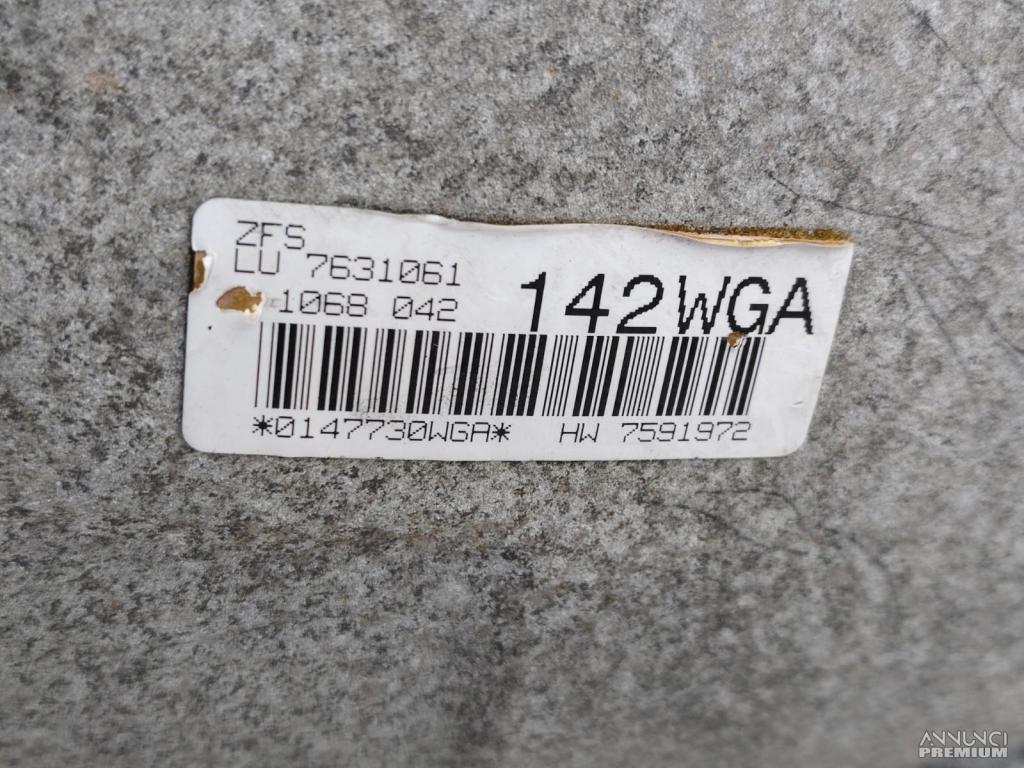 ZFS
LU 7631061
1068 042
142WGA
*0147730WGA* HW 7591972
ANNUNCI
PREMIUM